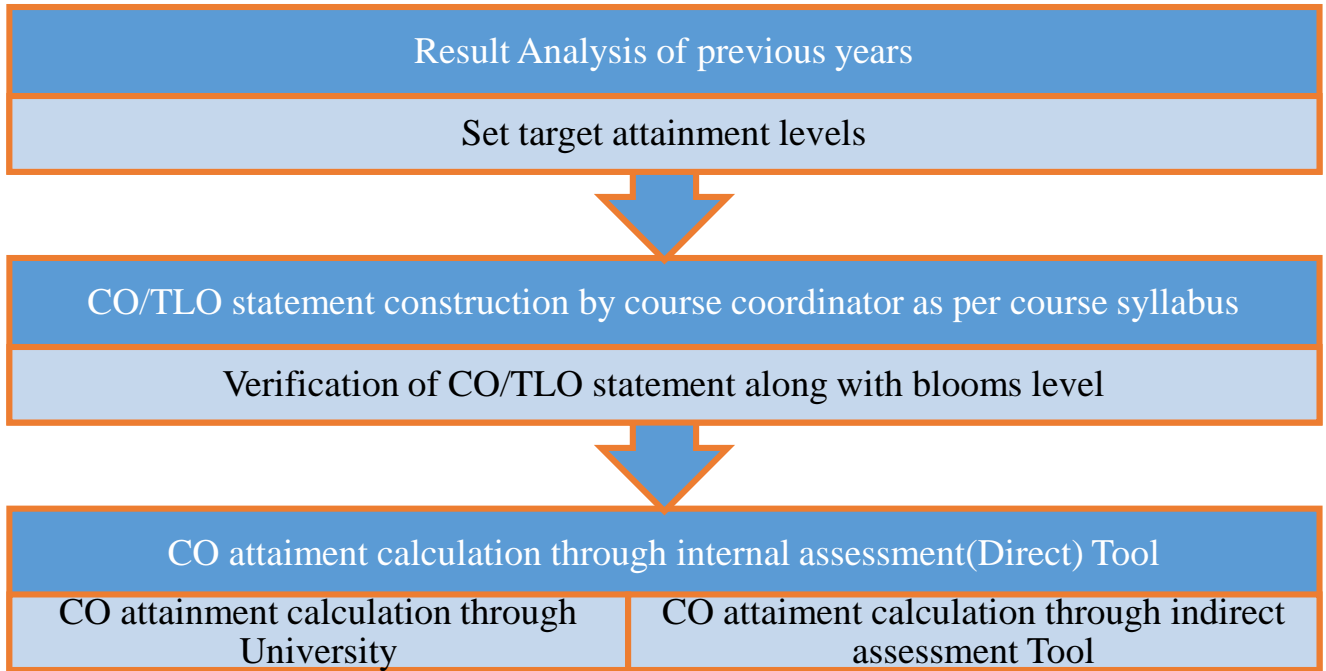 Result Analysis of previous years
Set target attainment levels
CO/TLO statement construction by course coordinator as per course syllabus
Verification of CO/TLO statement along with blooms level
CO attaiment calculation through internal assessment(Direct) Tool
CO attainment calculation through
University
CO attaiment calculation through indirect
assessment Tool